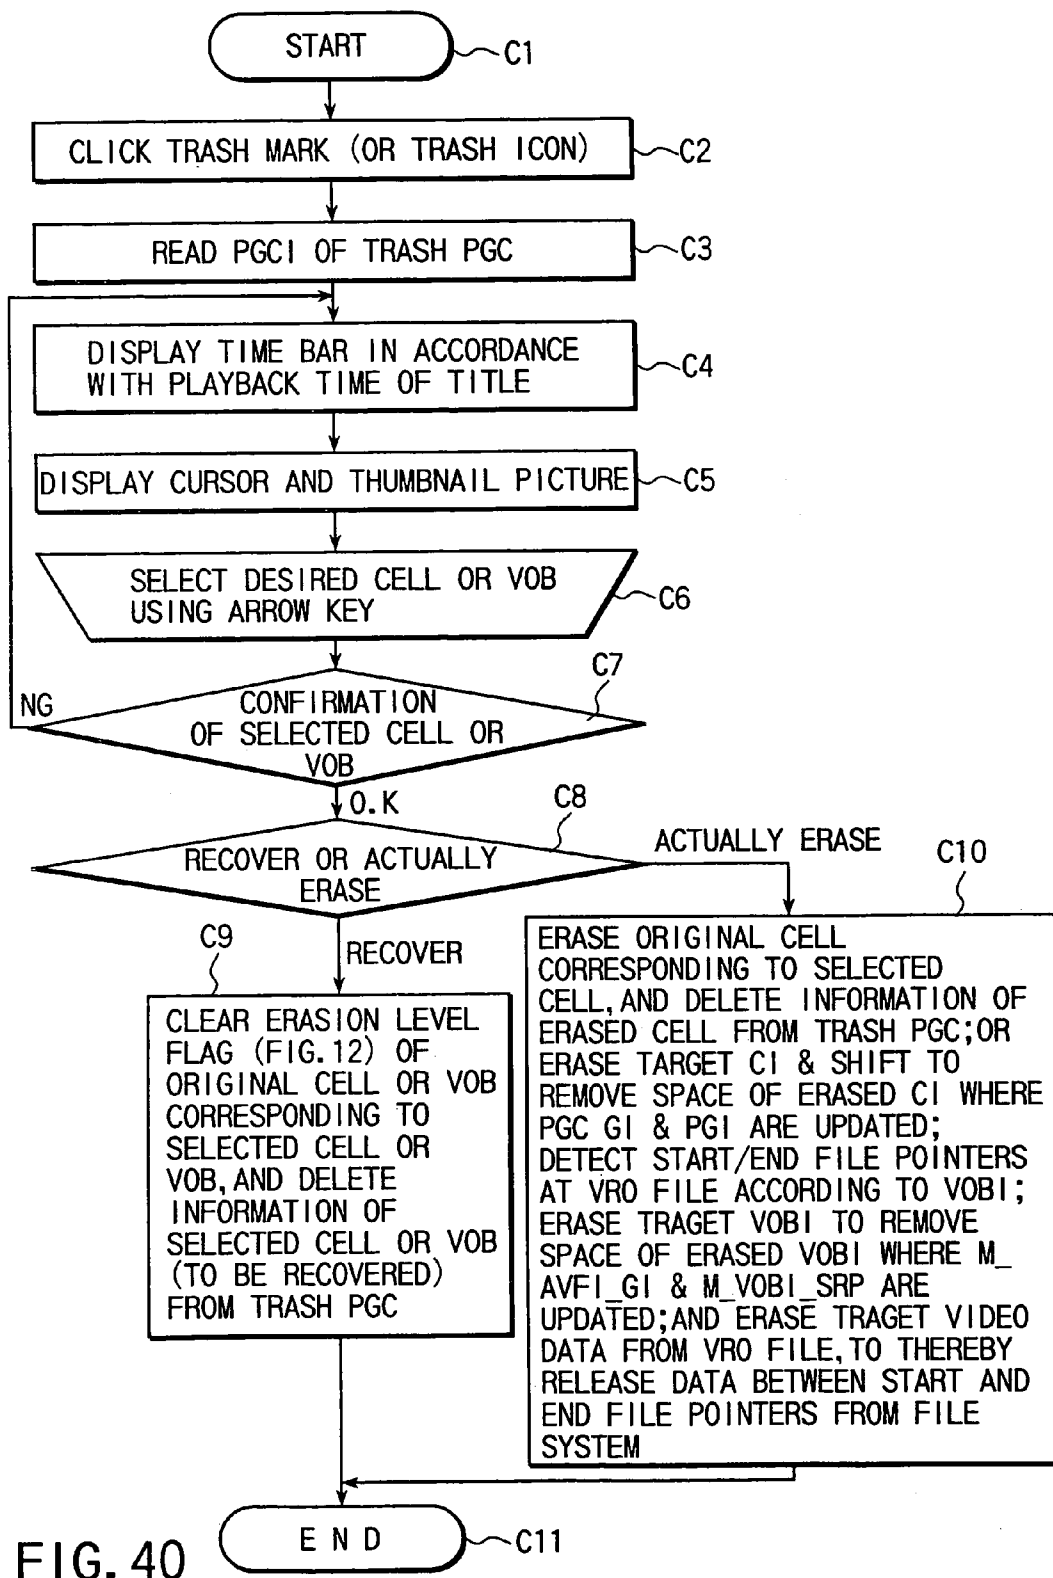 START
C1
CLICK TRASH MARK (OR TRASH ICON)
C2
READ PGCI OF TRASH PGC
C3
DISPLAY TIME BAR IN ACCORDANCE
WITH PLAYBACK TIME OF TITLE
C4
DISPLAY CURSOR AND THUMBNAIL PICTURE
C5
SELECT DESIRED CELL OR VOB
USING ARROW KEY
C6
C7
NG
CONFIRMATION
OF SELECTED CELL OR
VOB
O.K
C8
RECOVER OR ACTUALLY
ERASE
ACTUALLY ERASE
C10
C9
RECOVER
CLEAR ERASION LEVEL
FLAG (FIG.12) OF
ORIGINAL CELL OR VOB
CORRESPONDING TO
SELECTED CELL OR
VOB, AND DELETE
INFORMATION OF
SELECTED CELL OR VOB
(TO BE RECOVERED)
FROM TRASH PGC
ERASE ORIGINAL CELL
CORRESPONDING TO SELECTED
CELL, AND DELETE INFORMATION OF
ERASED CELL FROM TRASH PGC;OR
ERASE TARGET CI & SHIFT TO
REMOVE SPACE OF ERASED CI WHERE
PGC GI & PGI ARE UPDATED;
DETECT START/END FILE POINTERS
AT VRO FILE ACCORDING TO VOBI;
ERASE TRAGET VOBI TO REMOVE
SPACE OF ERASED VOBI WHERE M_
AVFI_GI & M_VOBI_SRP ARE
UPDATED;AND ERASE TRAGET VIDEO
DATA FROM VRO FILE, TO THEREBY
RELEASE DATA BETWEEN START AND
END FILE POINTERS FROM FILE
SYSTEM
END
C11
FIG. 40